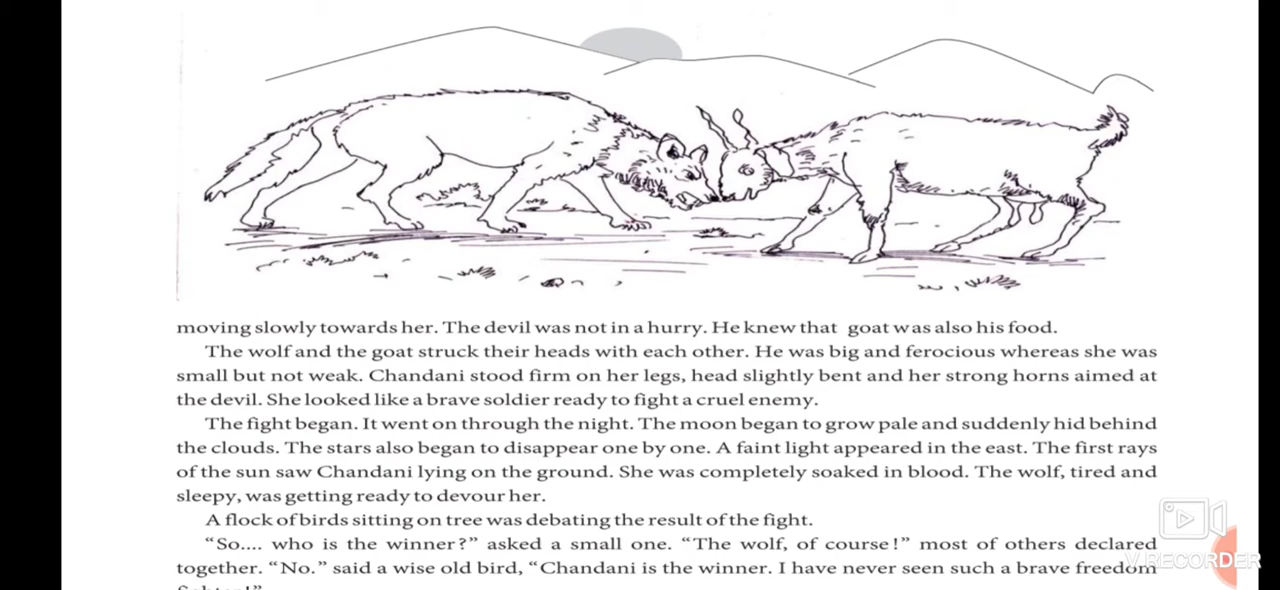 moving slowly towards her. The devil was not in a hurry. He knew that goat was also his food.
The wolf and the goat struck their heads with each other. He was big and ferocious whereas she was
small but not weak. Chandani stood firm on her legs, head slightly bent and her strong horns aimed at
the devil. She looked like a brave soldier ready to fight a cruel enemy.
The fight began. It went on through the night. The moon began to grow pale and suddenly hid behind
the clouds. The stars also began to disappear one by one. A faint light appeared in the east. The first rays
of the sun saw Chandani lying on the ground. She was completely soaked in blood. The wolf, tired and
sleepy, was getting ready to devour her.
A flock of birds sitting on tree was debating the result of the fight.
“So.... who is the winner?” asked a small one. “The wolf, of course!” most of others declared
together. “No.” said a wise old bird, “Chandani is the winner. I have never seen such a brave freedom
V RECORDER